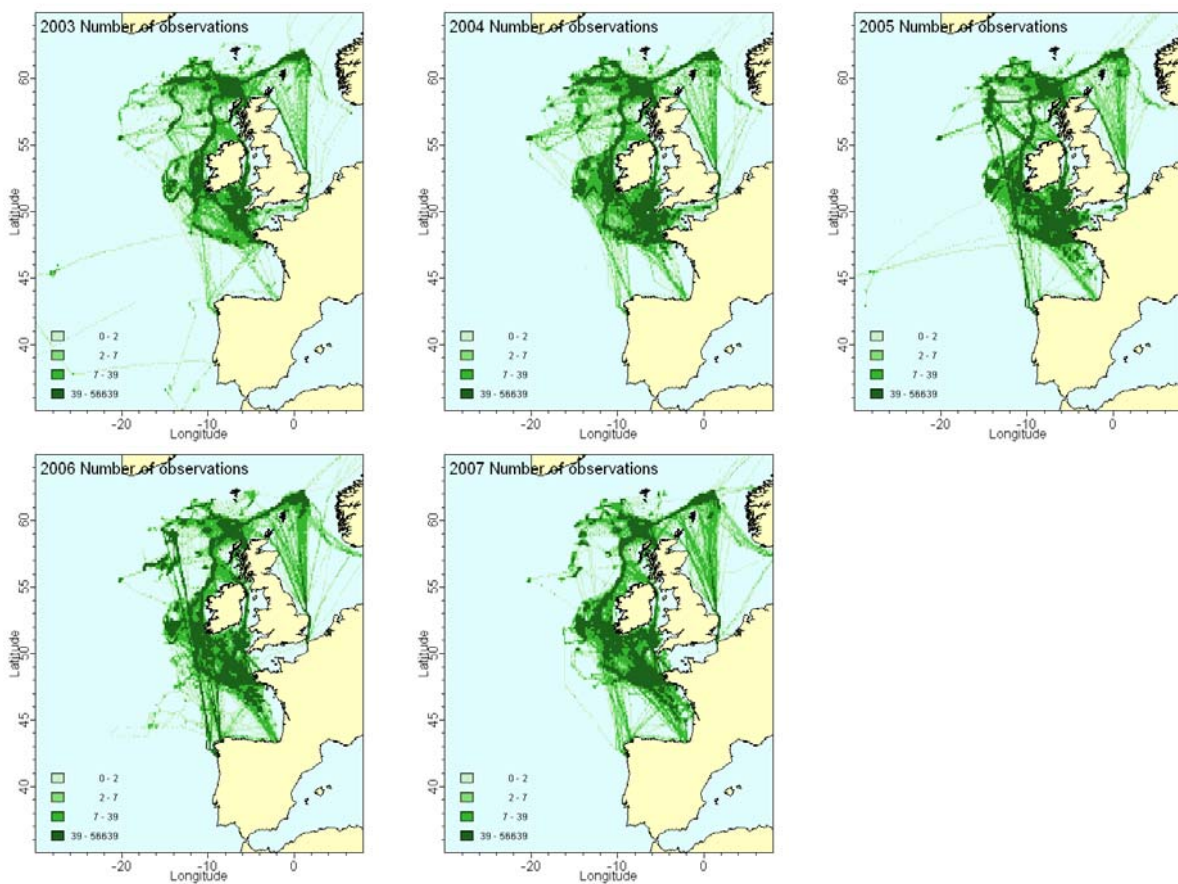 2003 Number of observations
Latitude
60
55
50
45
40
0 - 2
2 - 7
7 - 39
39 - 56639
-20
-10
0
Longitude
2004 Number of observations
Latitude
60
55
50
45
40
0 - 2
2 - 7
7 - 39
39 - 56639
-20
-10
0
Longitude
2005 Number of observations
Latitude
60
55
50
45
40
0 - 2
2 - 7
7 - 39
39 - 56639
-20
-10
0
Longitude
2006 Number of observations
Latitude
60
55
50
45
40
0 - 2
2 - 7
7 - 39
39 - 56639
-20
-10
0
Longitude
2007 Number of observations
Latitude
60
55
50
45
40
0 - 2
2 - 7
7 - 39
39 - 56639
-20
-10
0
Longitude